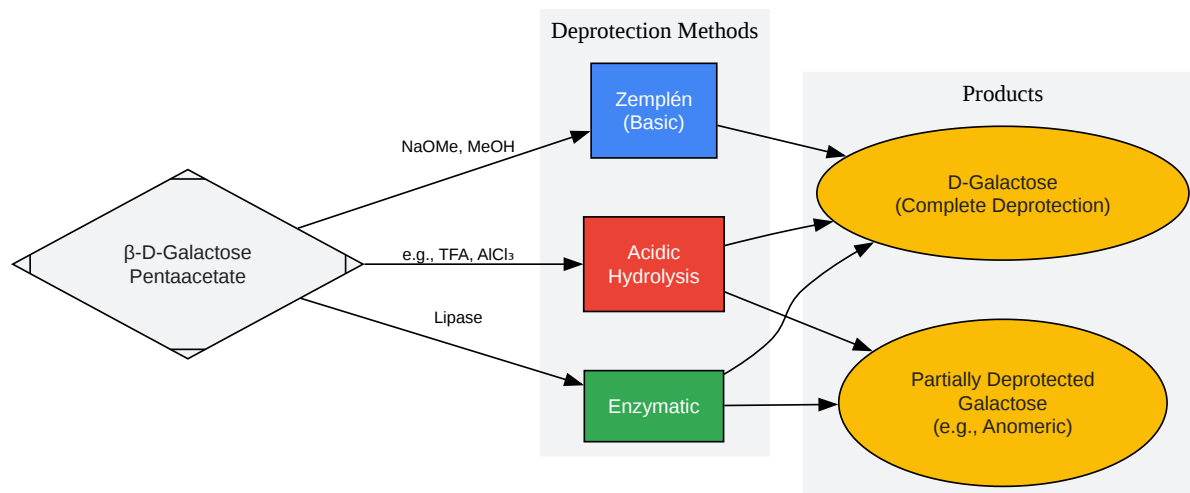 Deprotection Methods
Products
β-D-Galactose
Pentaacetate
NaOMe, MeOH
e.g., TFA, AlCl₃
Lipase
Zemplén
(Basic)
Acidic
Hydrolysis
Enzymatic
D-Galactose
(Complete Deprotection)
Partially Deprotected
Galactose
(e.g., Anomeric)